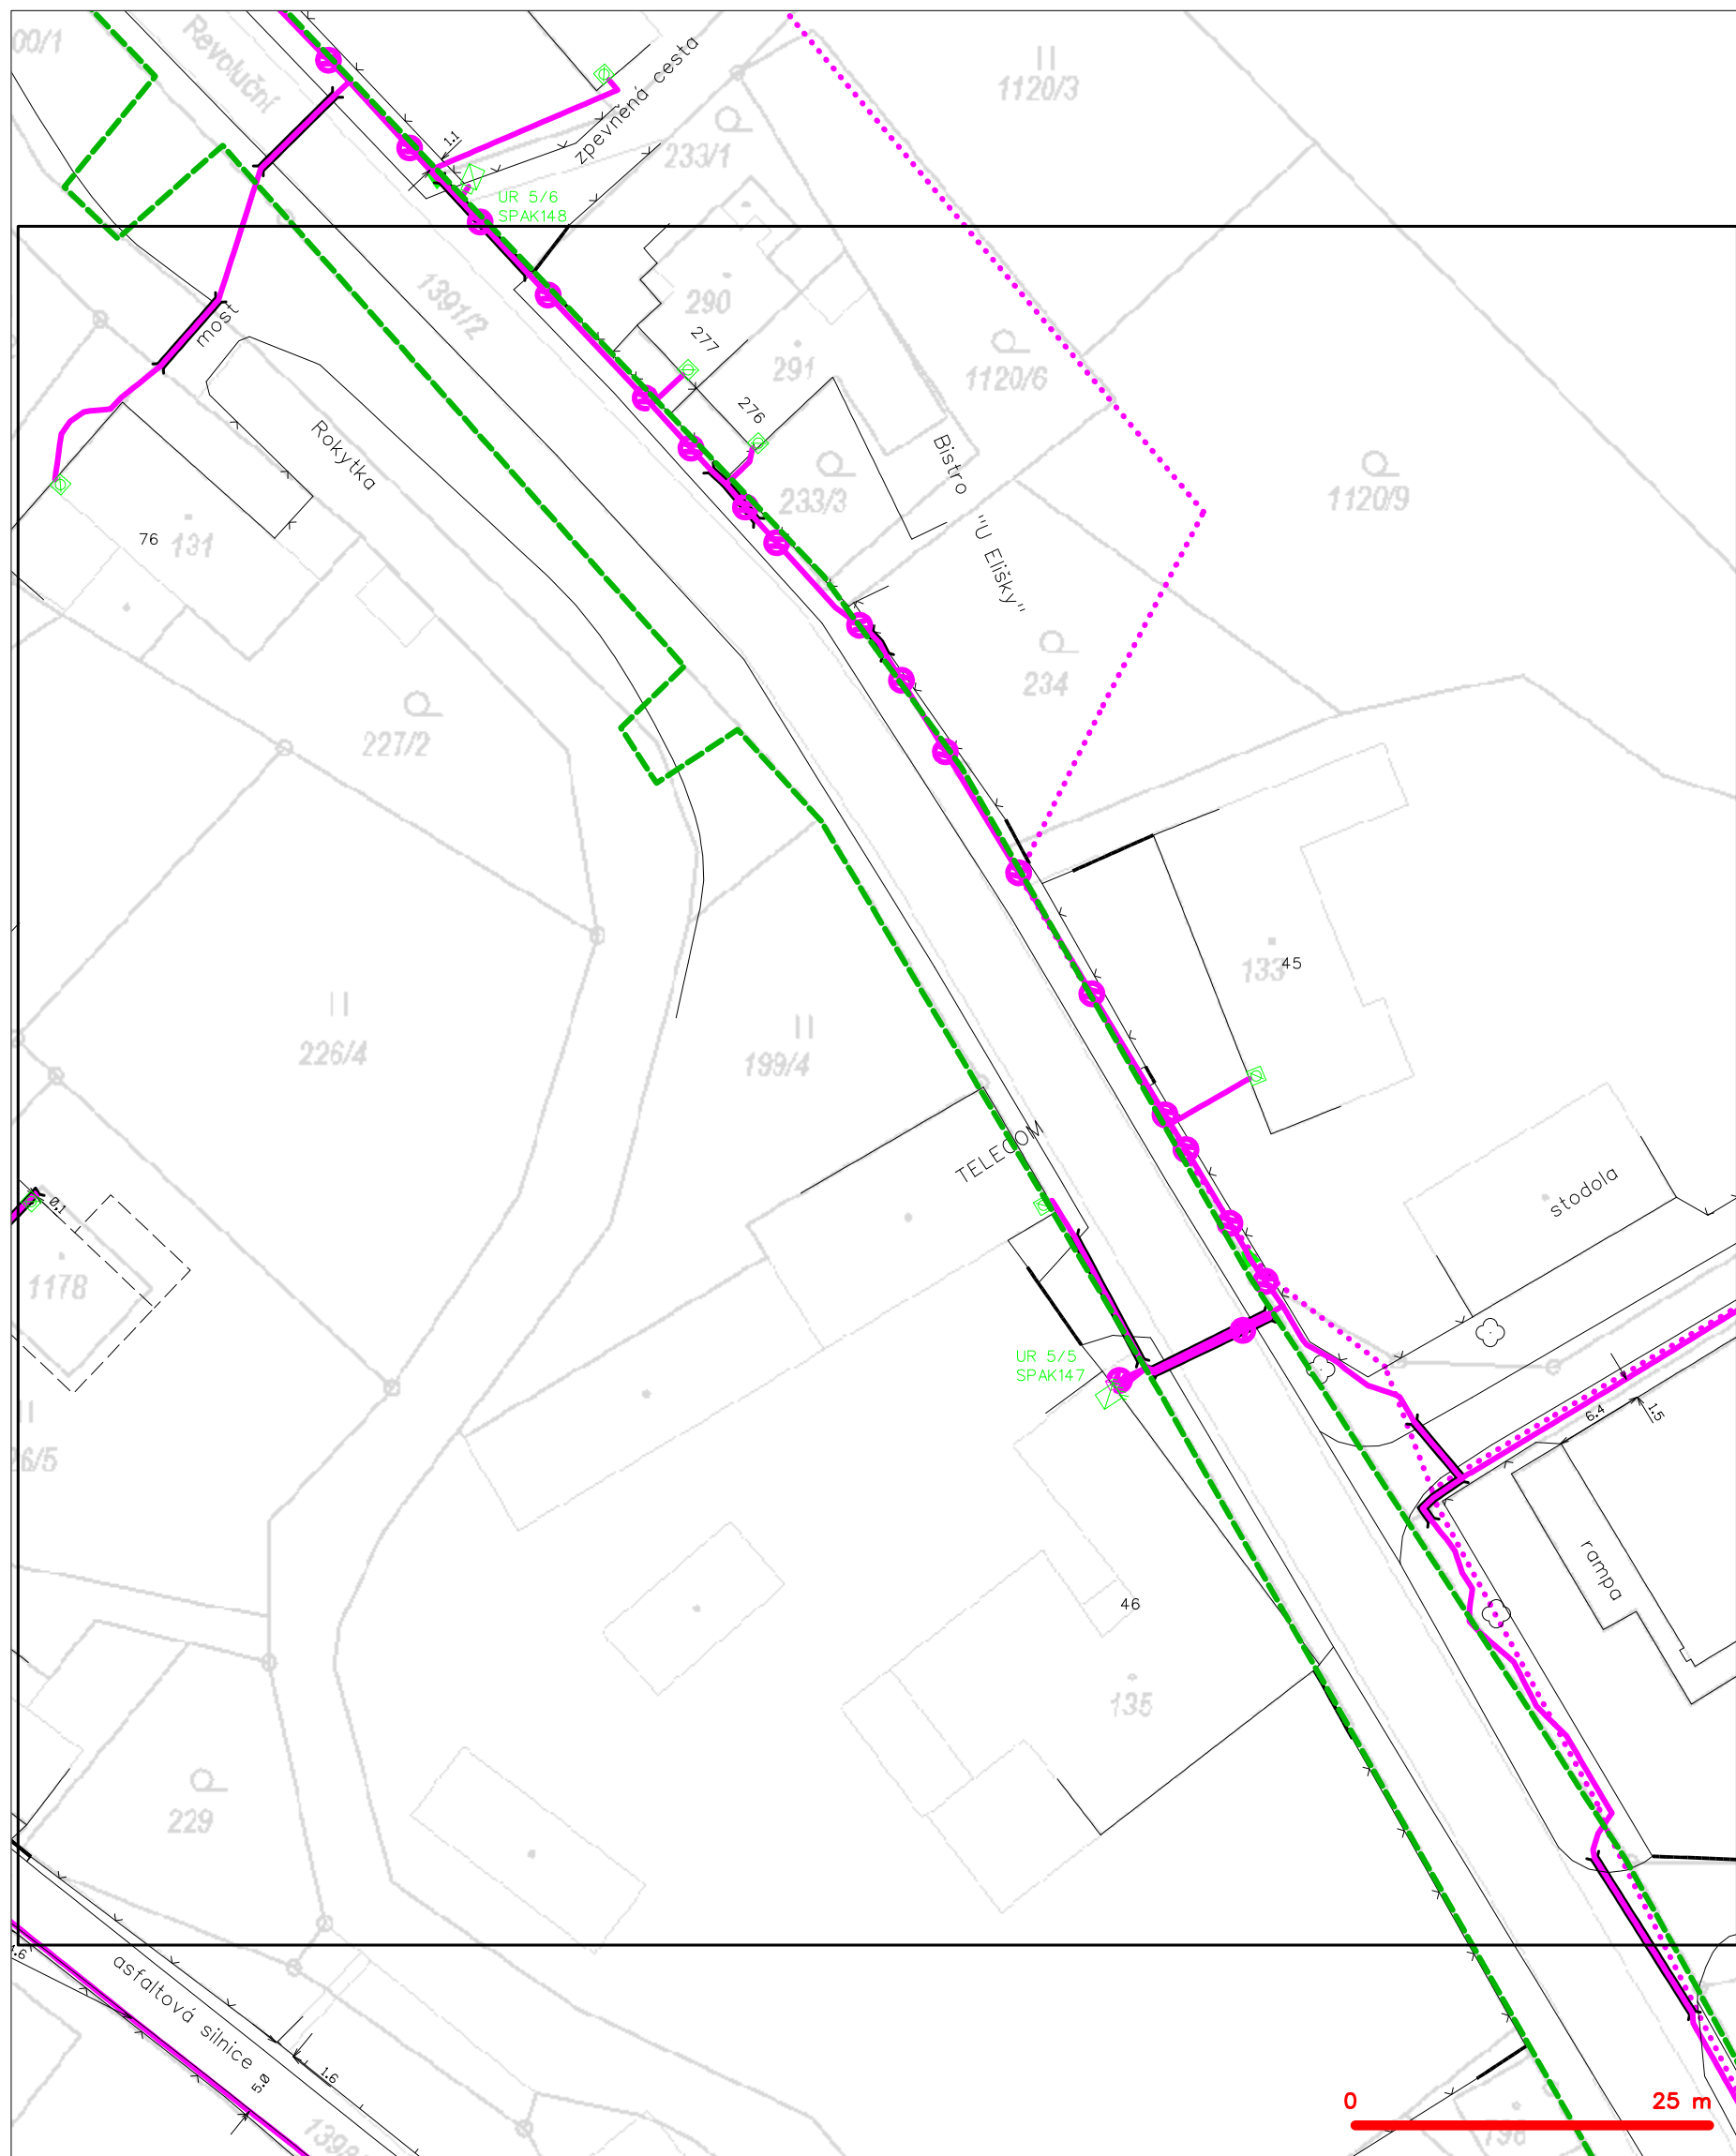 00/1
Revoluční
zpevněná cesta
1120/3
1.1
233/1
UR 5/6
SPAK148
1391/2
most
290
277
291
1120/6
276
Rokytka
Bistro
"U Elišky"
233/3
1120/9
76
131
234
227/2
133
45
226/4
199/4
TELECOM
stodola
0.1
1178
UR 5/5
SPAK147
6.4
1.5
rampa
46
135
229
asfaltová silnice
5.0
1.6
0
25 m